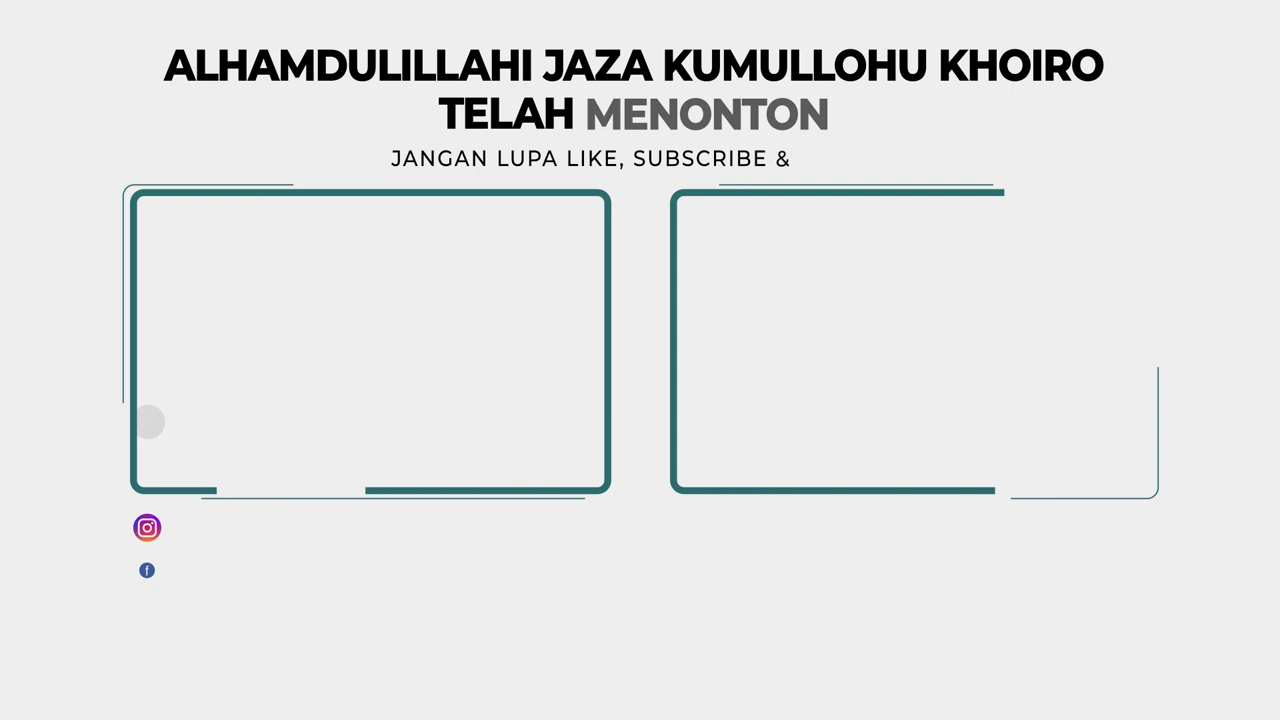 ALHAMDULILLAHI JAZA KUMULLOHU KHOIRO
TELAH MENONTON
JANGAN LUPA LIKE, SUBSCRIBE &